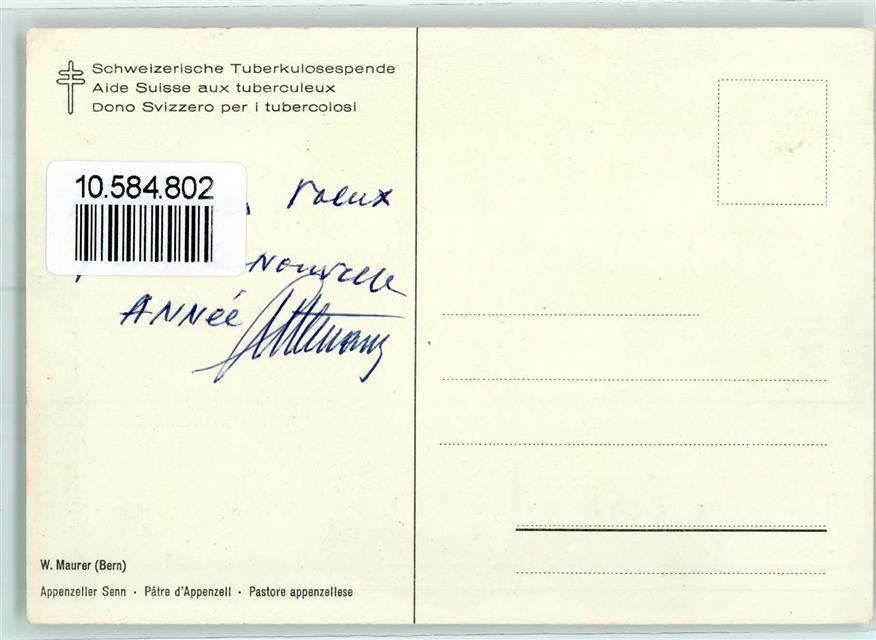 Schweizerische Tuberkulosespende
Aide Suisse aux tuberculeux
Dono Svizzero per i tubercolosi
10.584.802
voeux
Nouvelle
ANNée
W. Maurer (Bern)
Appenzeller Senn · Pâtre d'Appenzell · Pastore appenzellese